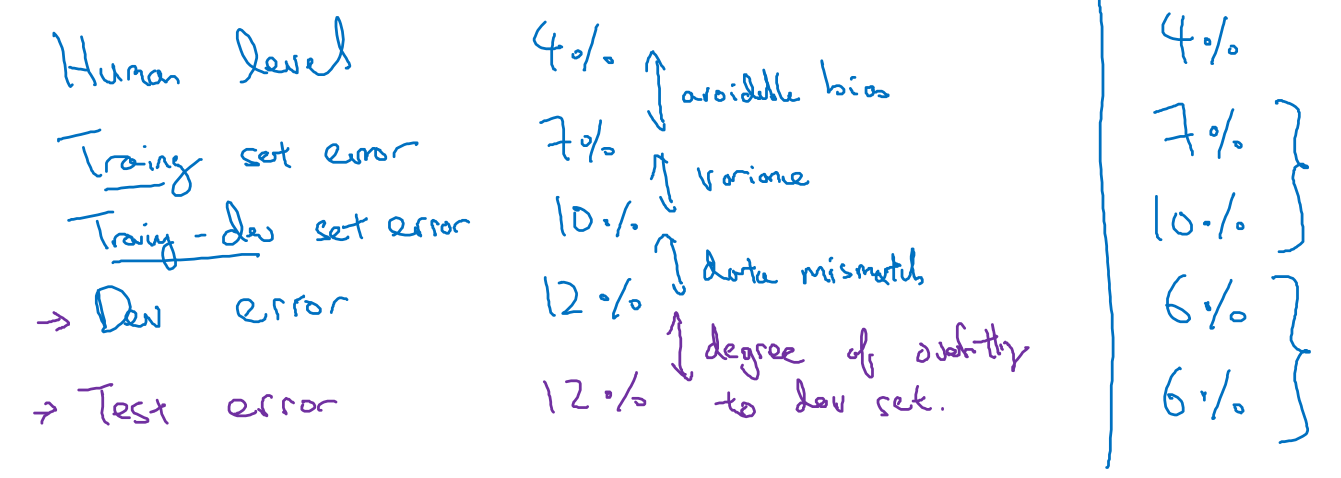 Human level 4% 4%
avoidable bias
Training set error 7% 7%
variance
Training-dev set error 10% 10%
data mismatch
→ Dev error 12% 6%
degree of overfitting
→ Test error 12% to dev set. 6%